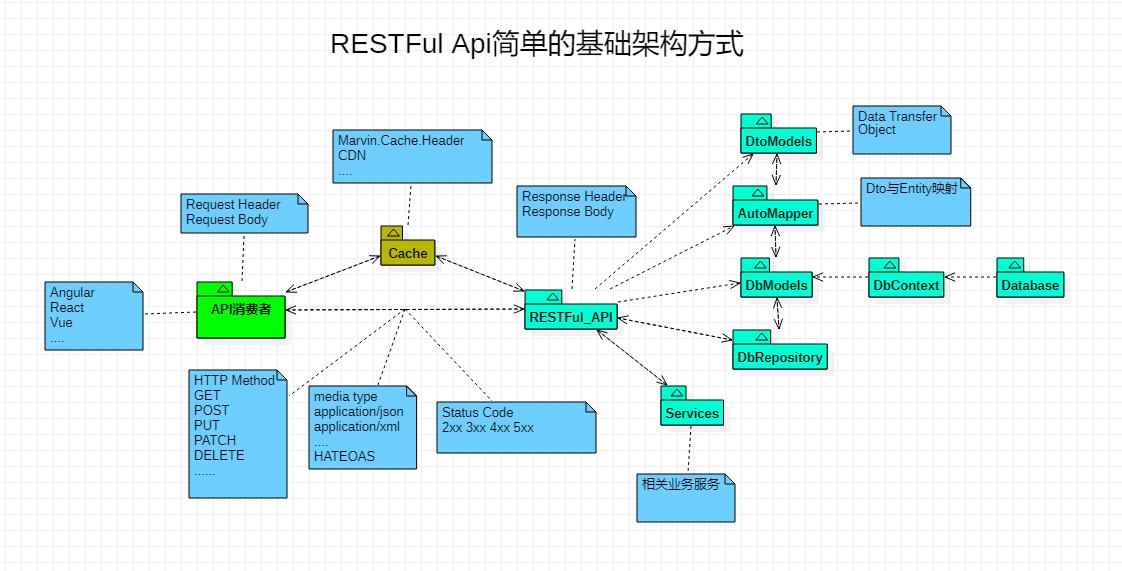 RESTFul Api简单的基础架构方式
Data Transfer
Object
DtoModels
Marvin.Cache.Header
CDN
....
Dto与Entity映射
AutoMapper
Response Header
Response Body
Request Header
Request Body
Cache
DbModels
DbContext
Database
Angular
React
Vue
....
API消费者
RESTFul_API
DbRepository
HTTP Method
GET
POST
PUT
PATCH
DELETE
......
media type
application/json
application/xml
....
HATEOAS
Status Code
2xx 3xx 4xx 5xx
Services
相关业务服务